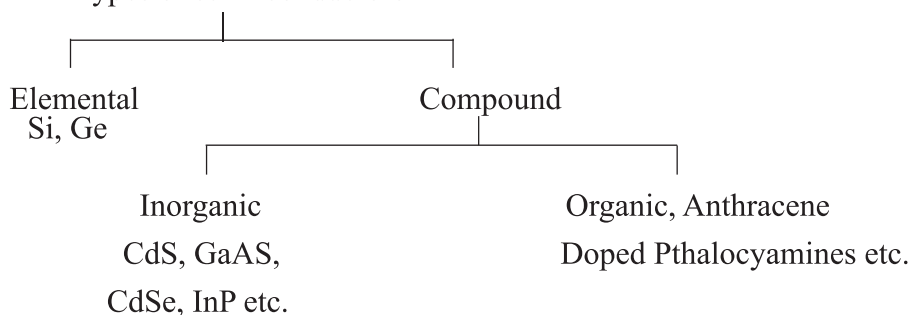 Elemental
Si, Ge
Compound
Inorganic
CdS, GaAS,
CdSe, InP etc.
Organic, Anthracene
Doped Pthalocyamines etc.